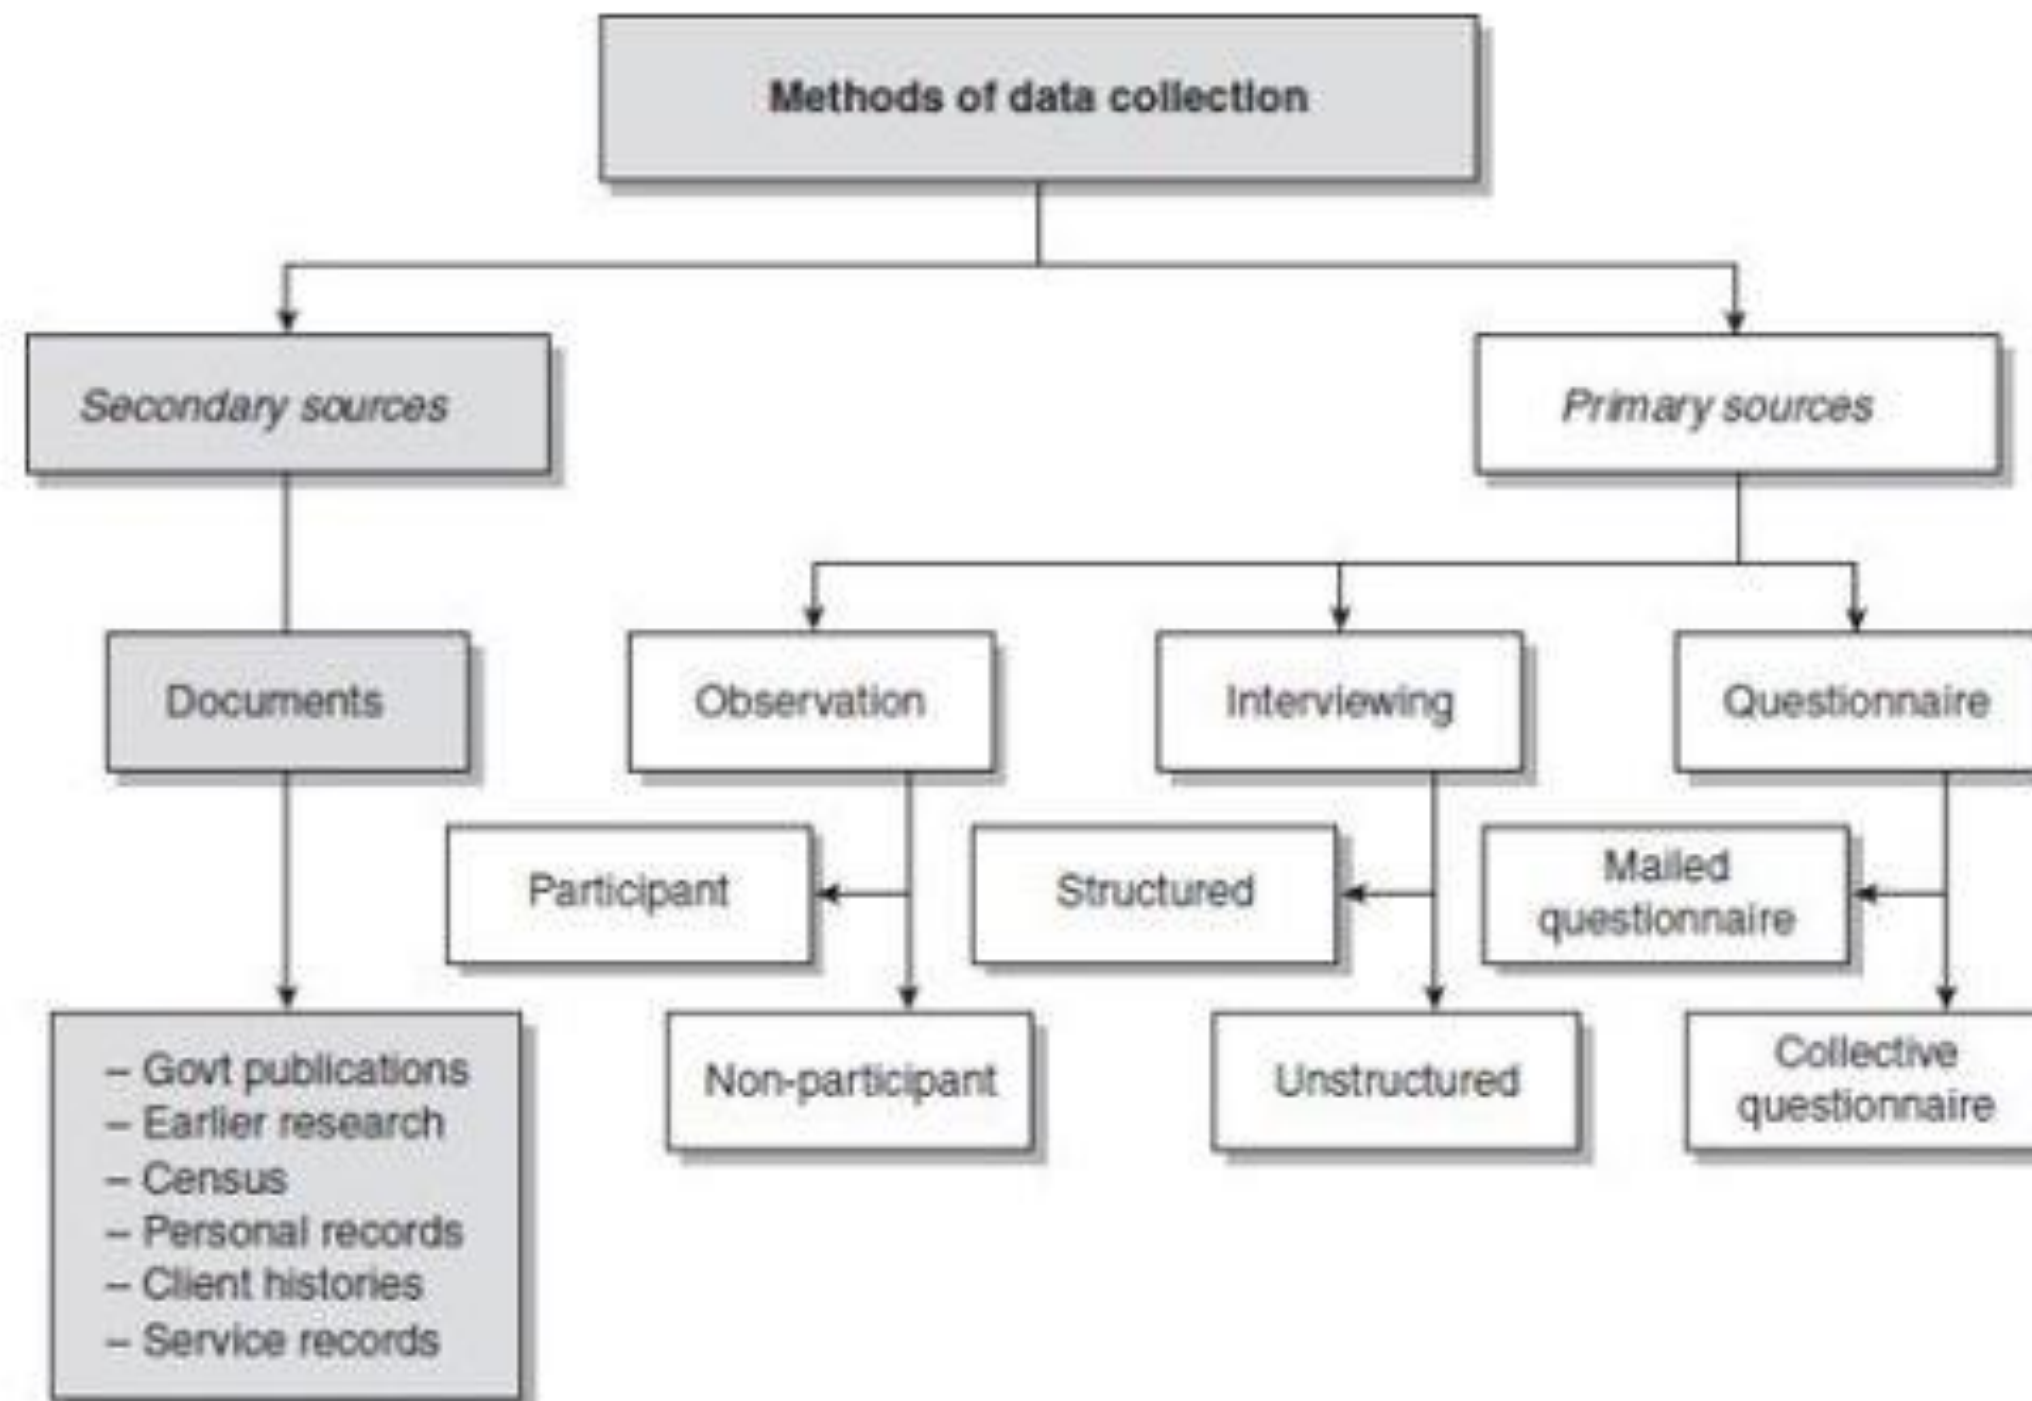 Methods of data collection
Secondary sources
Primary sources
Documents
Observation
Interviewing
Questionnaire
Participant
Structured
Mailed
questionnaire
Non-participant
Unstructured
Collective
questionnaire
– Govt publications
– Earlier research
– Census
– Personal records
– Client histories
– Service records